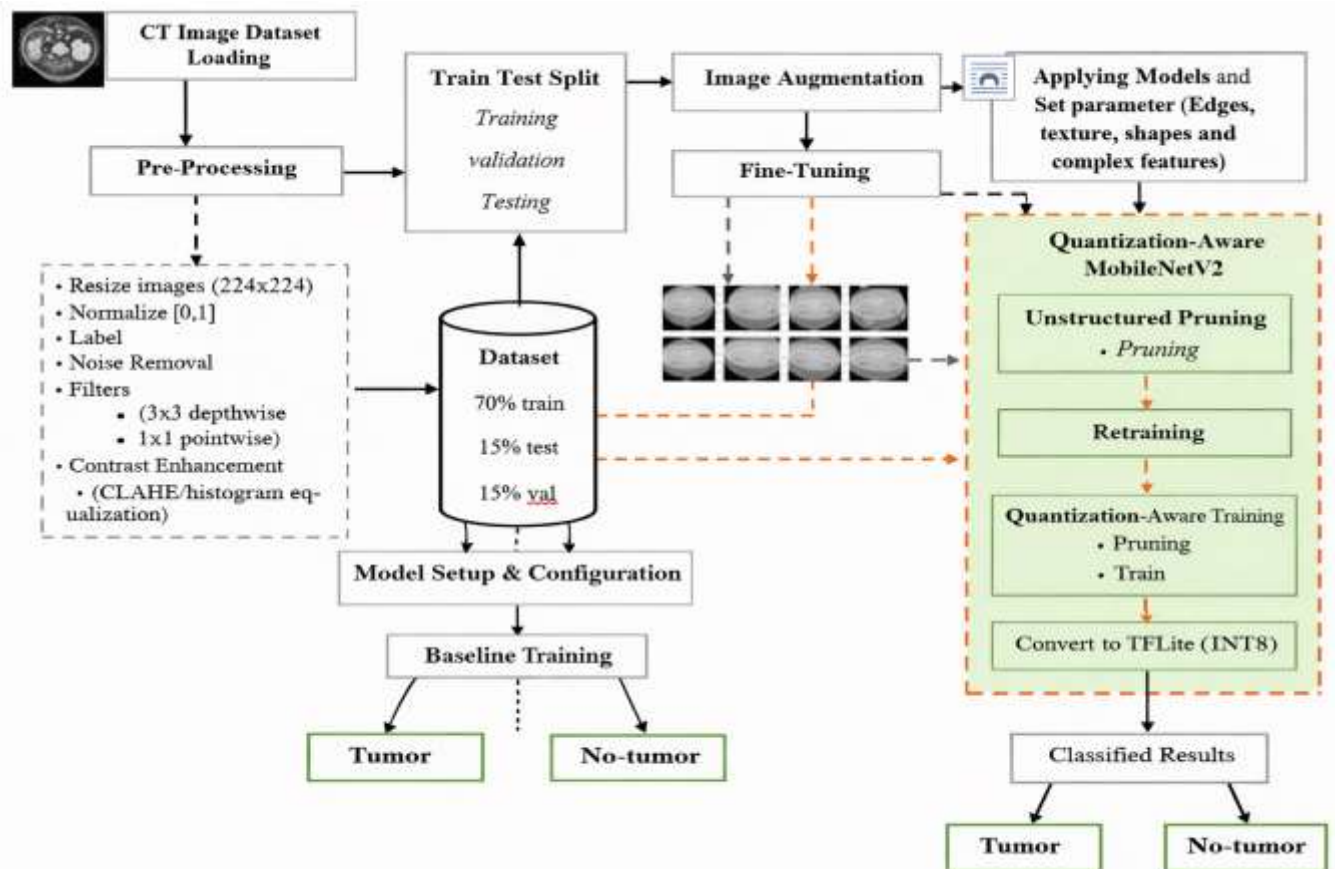 CT Image Dataset
Loading
Pre-Processing
• Resize images (224x224)
• Normalize [0,1]
• Label
• Noise Removal
• Filters
▪ (3x3 depthwise
▪ 1x1 pointwise)
• Contrast Enhancement
• (CLAHE/histogram eq-
ualization)
Train Test Split
Training
validation
Testing
Dataset
70% train
15% test
15% val
Model Setup & Configuration
Baseline Training
Tumor
No-tumor
Image Augmentation
Fine-Tuning
Applying Models and
Set parameter (Edges,
texture, shapes and
complex features)
Quantization-Aware
MobileNetV2
Unstructured Pruning
• Pruning
Retraining
Quantization-Aware Training
• Pruning
• Train
Convert to TFLite (INT8)
Classified Results
Tumor
No-tumor